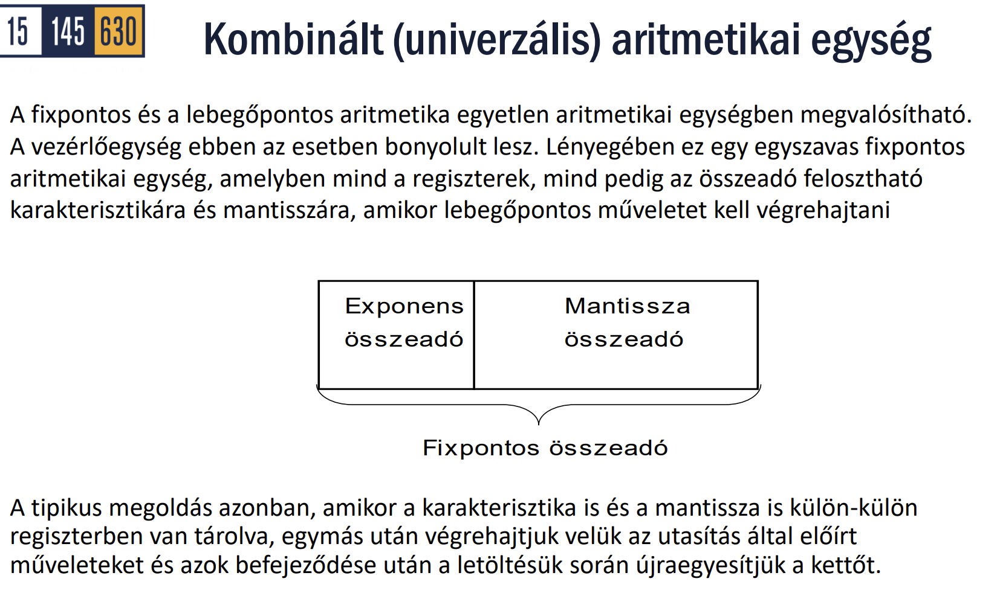 15 145 630
Kombinált (univerzális) aritmetikai egység
A fixpontos és a lebegőpontos aritmetika egyetlen aritmetikai egységben megvalósítható.
A vezérlőegység ebben az esetben bonyolult lesz. Lényegében ez egy egyszavas fixpontos
aritmetikai egység, amelyben mind a regiszterek, mind pedig az összeadó felosztható
karakterisztikára és mantisszára, amikor lebegőpontos műveletet kell végrehajtani
Exponens
összeadó
Mantissza
összeadó
Fixpontos összeadó
A tipikus megoldás azonban, amikor a karakterisztika is és a mantissza is külön-külön
regiszterben van tárolva, egymás után végrehajtjuk velük az utasítás által előírt
műveleteket és azok befejeződése után a letöltésük során újraegyesítjük a kettőt.